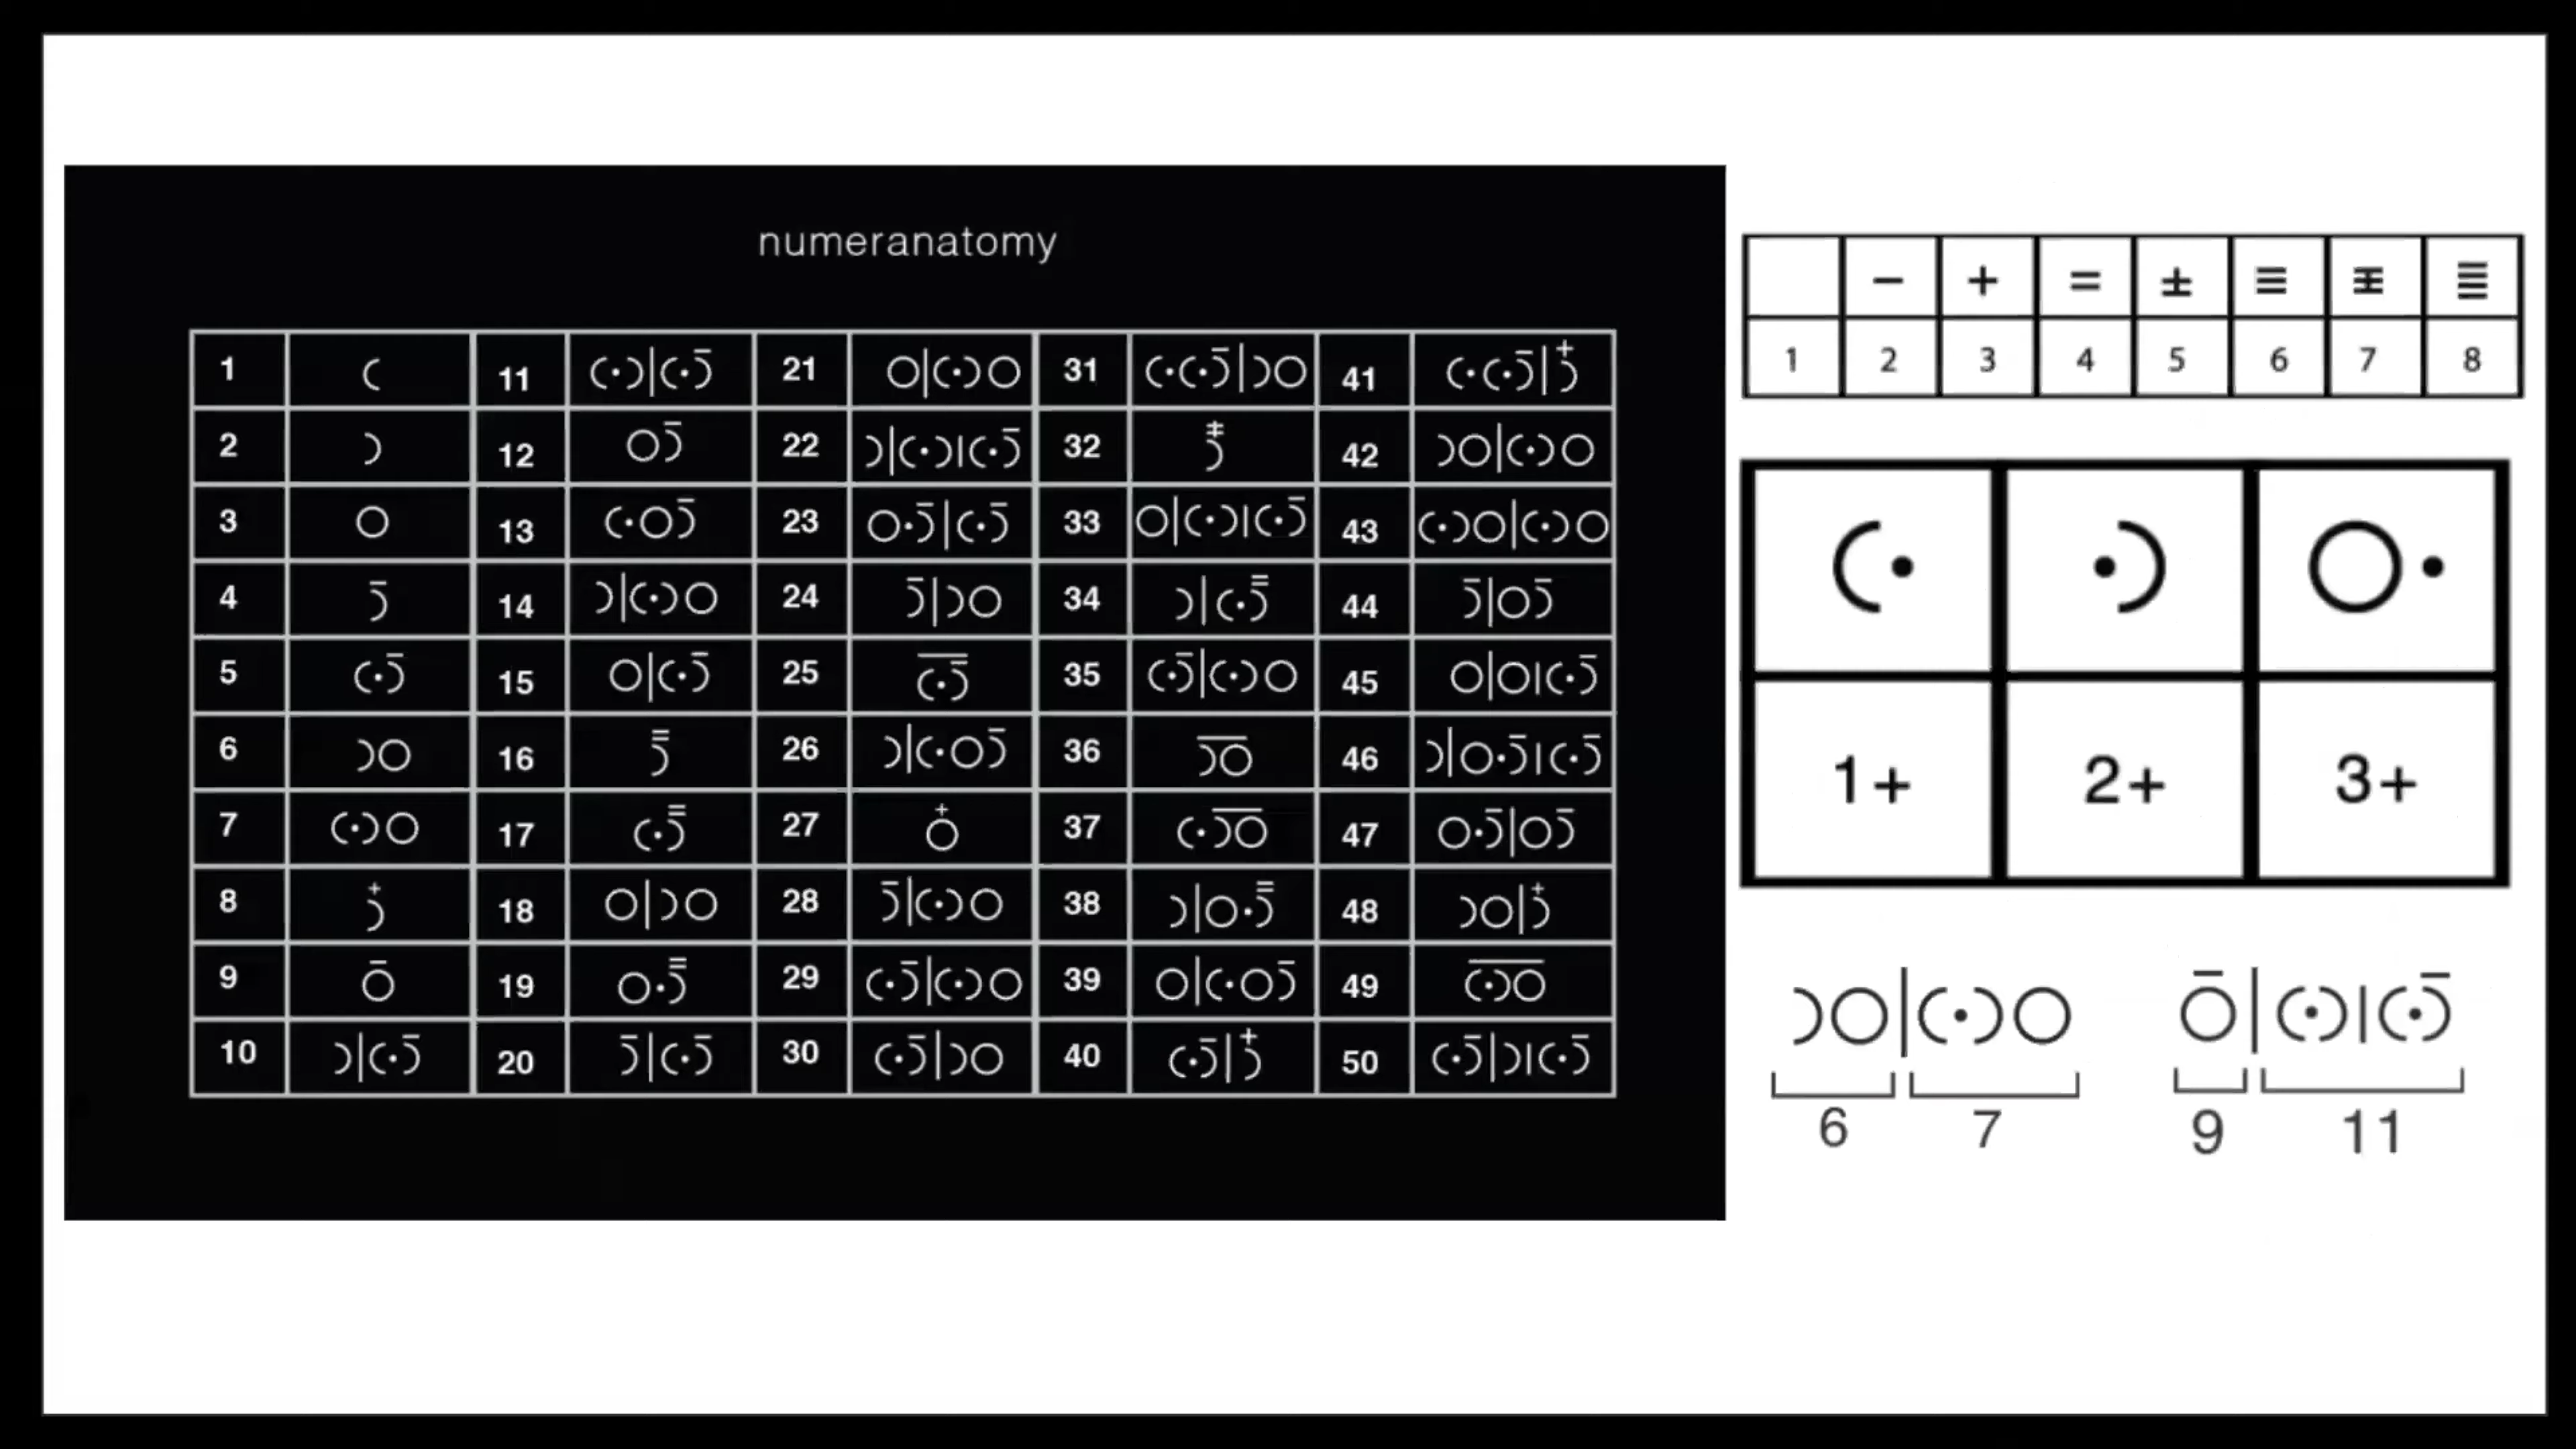 numeranatomy
1 ( 11 (·)|(·)̄ 21 O|(·)O 31 (·(·)̄|)O 41 (·(·)̄|)⁺
2 ) 12 O)̄ 22 )|(·)|(·)̄ 32 )⧧ 42 )O|(·)O
3 O 13 (·O)̄ 23 O·)̄|(·)̄ 33 O|(·)|(·)̄ 43 (·)O|(·)O
4 )̄ 14 )|(·)O 24 )̄|)O 34 )|(·)̿ 44 )̄|O)̄
5 (·)̄ 15 O|(·)̄ 25 (·)̄‾ 35 (·)̄|(·)O 45 O|O|(·)̄
6 )O 16 )̿ 26 )|(·O)̄ 36 )̅O̅ 46 )|O·)̄|(·)̄
7 (·)O 17 (·)̿ 27 O⁺ 37 (·)̅O̅ 47 O·)̄|O)̄
8 )⁺ 18 O|)O 28 )̄|(·)O 38 )|O·)̿ 48 )O|)⁺
9 Ō 19 O·)̿ 29 (·)̄|(·)O 39 O|(·O)̄ 49 (̅·̅)̅O̅
10 )|(·)̄ 20 )̄|(·)̄ 30 (·)̄|)O 40 (·)̄|)⁺ 50 (·)̄|)|(·)̄
− + = ± ≡ ≣
1 2 3 4 5 6 7 8
(· ·) O·
1+ 2+ 3+
)O|(·)O Ō|(·)|(·)̄
6 7 9 11